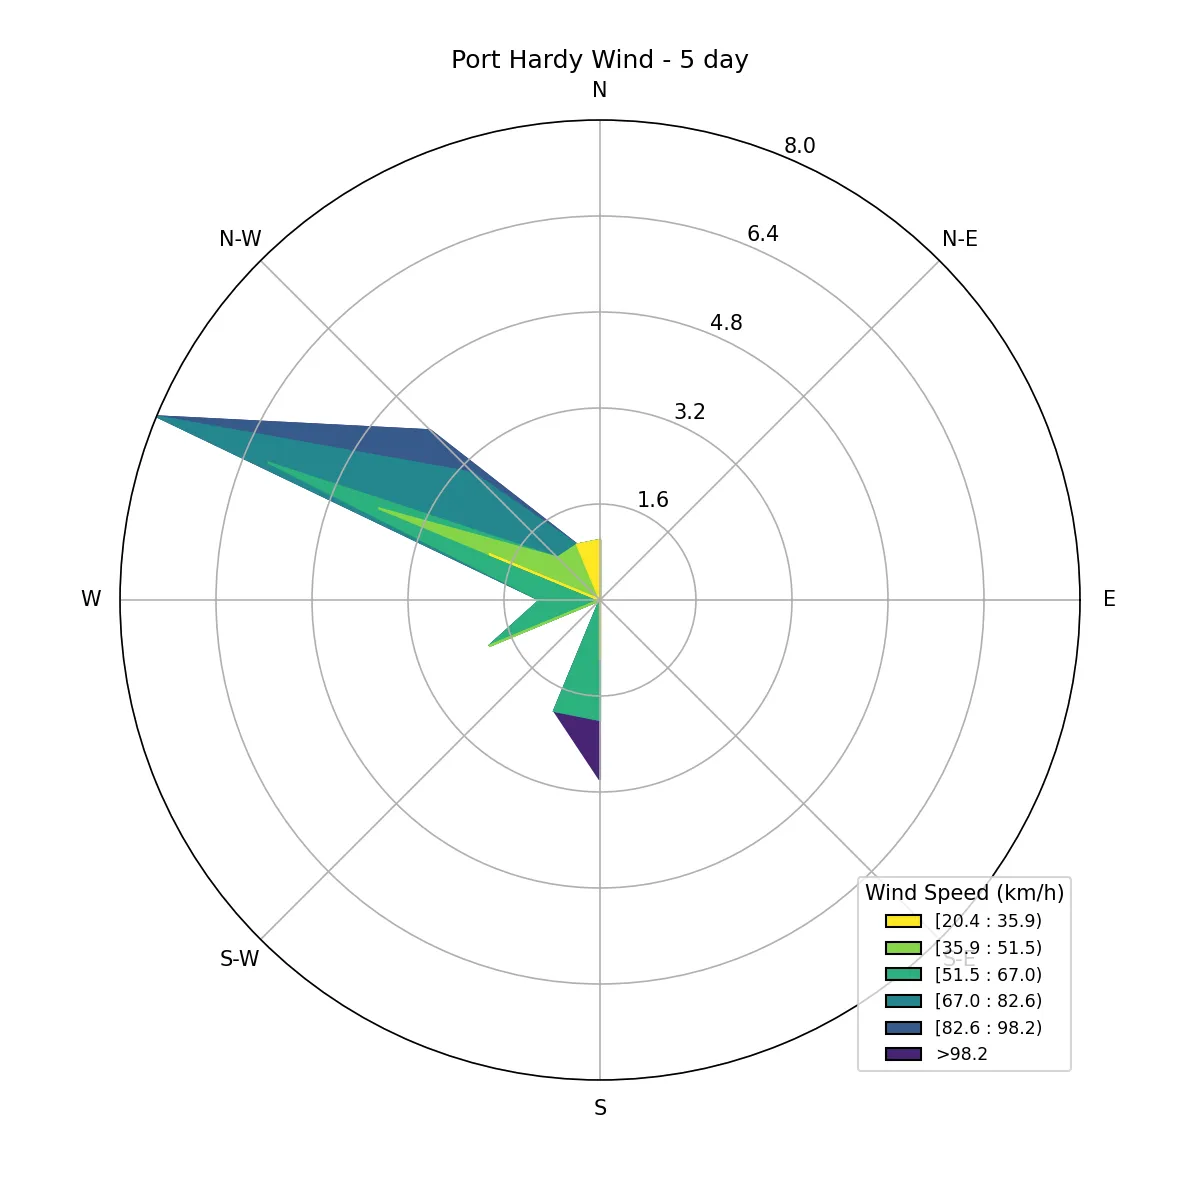 Port Hardy Wind - 5 day
N
8.0
N-W
N-E
6.4
4.8
3.2
1.6
W
E
S-W
S-E
S
Wind Speed (km/h)
[20.4 : 35.9)
[35.9 : 51.5)
[51.5 : 67.0)
[67.0 : 82.6)
[82.6 : 98.2)
>98.2